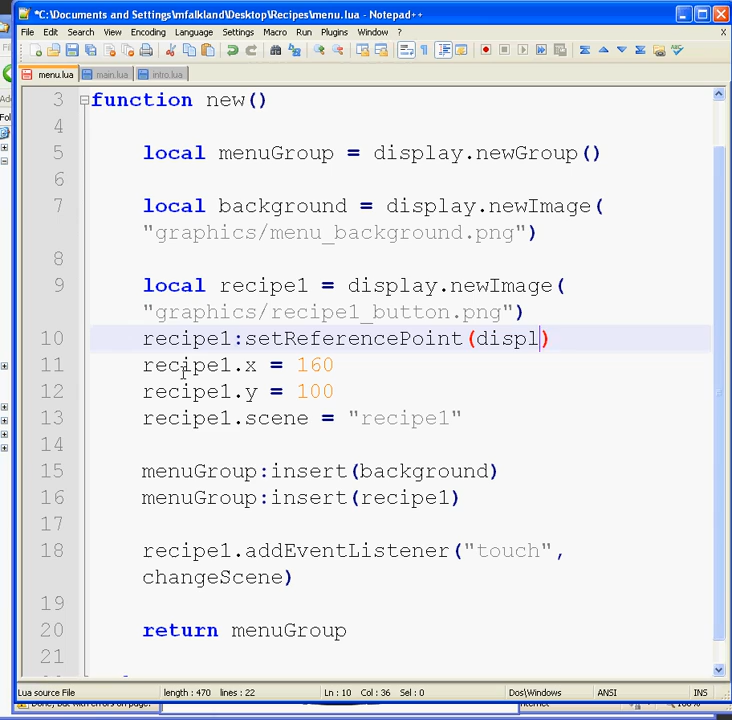 *C:\Documents and Settings\mfalkland\Desktop\Recipes\menu.lua - Notepad++
File Edit Search View Encoding Language Settings Macro Run Plugins Window ? X
menu.lua main.lua intro.lua
3 function new()
4
5 local menuGroup = display.newGroup()
6
7 local background = display.newImage(
"graphics/menu_background.png")
8
9 local recipe1 = display.newImage(
"graphics/recipe1_button.png")
10 recipe1:setReferencePoint(displ)
11 recipe1.x = 160
12 recipe1.y = 100
13 recipe1.scene = "recipe1"
14
15 menuGroup:insert(background)
16 menuGroup:insert(recipe1)
17
18 recipe1.addEventListener("touch",
changeScene)
19
20 return menuGroup
21
Lua source File length : 470 lines : 22 Ln : 10 Col : 36 Sel : 0 Dos\Windows ANSI INS